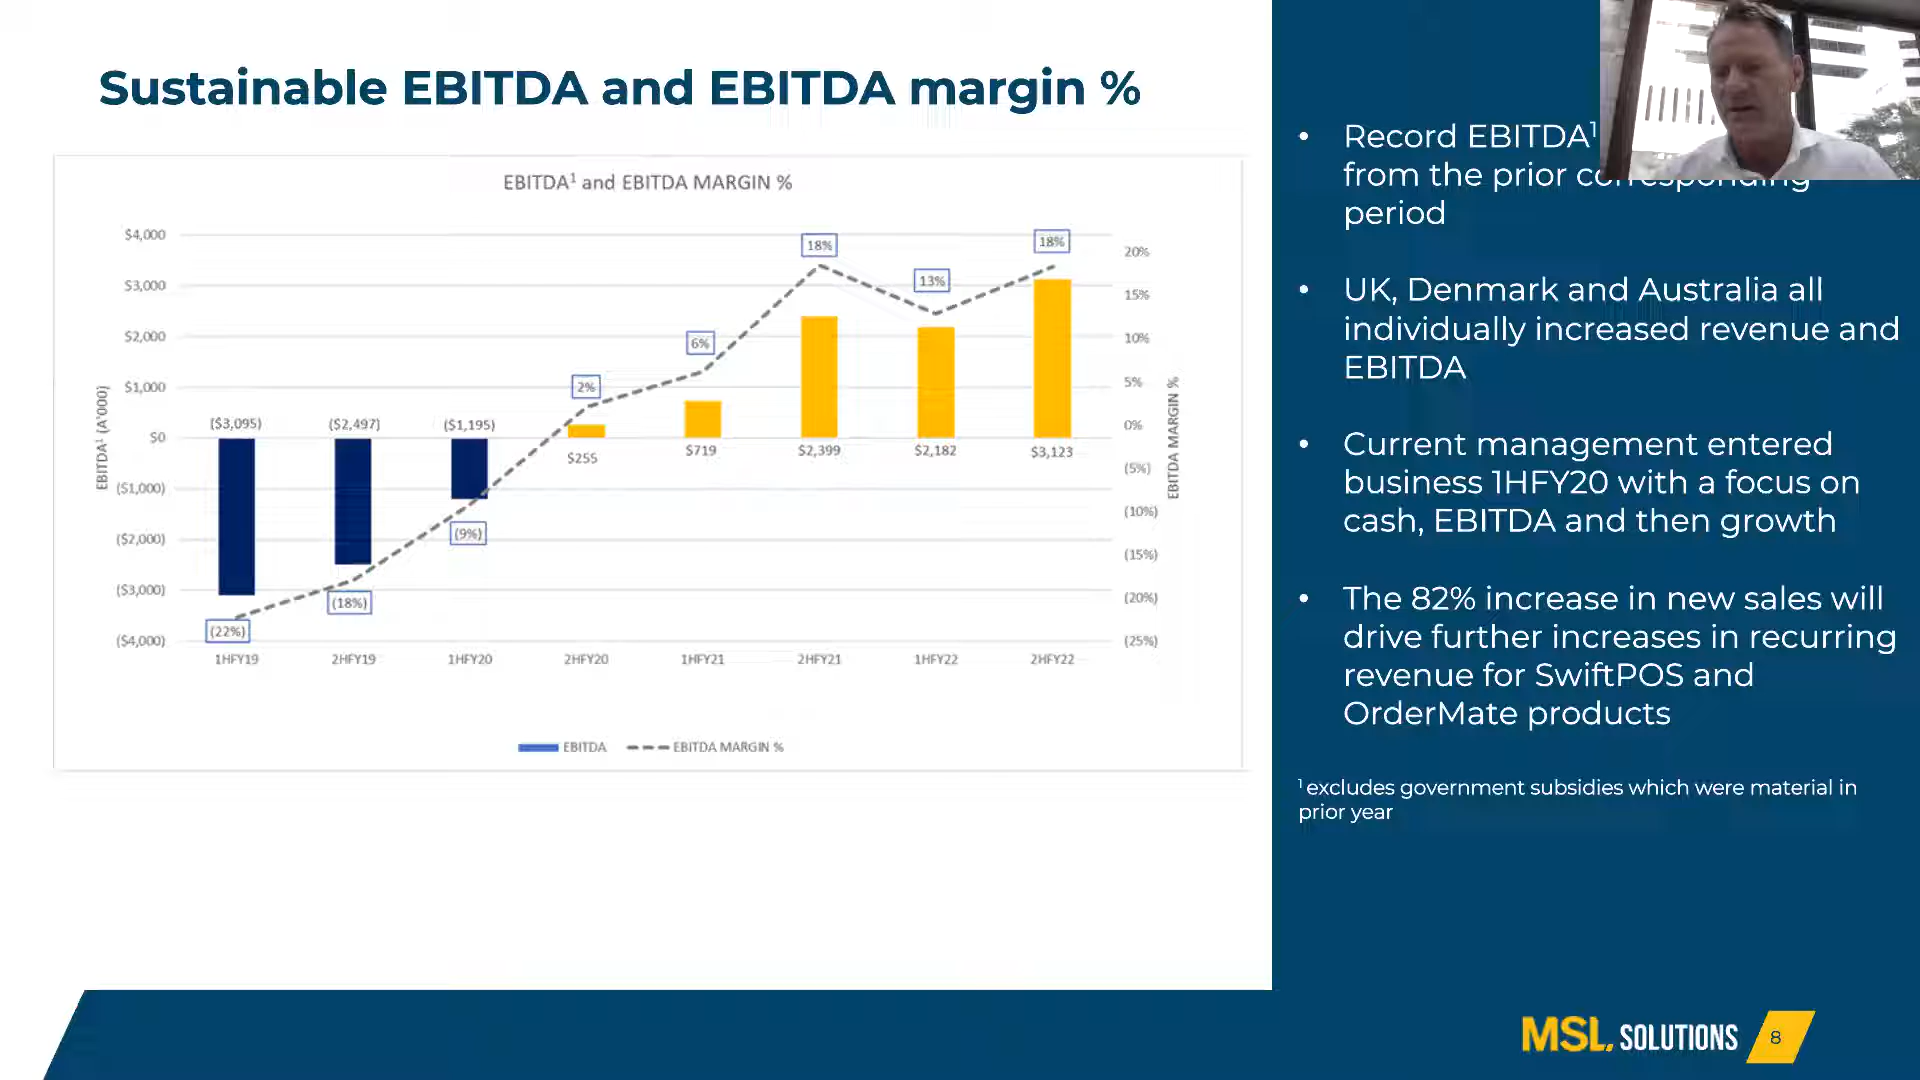 Sustainable EBITDA and EBITDA margin %
EBITDA¹ and EBITDA MARGIN %
$4,000
$3,000
$2,000
$1,000
$0
($1,000)
($2,000)
($3,000)
($4,000)
EBITDA¹ (A'000)
20%
15%
10%
5%
0%
(5%)
(10%)
(15%)
(20%)
(25%)
EBITDA MARGIN %
($3,095)
($2,497)
($1,195)
$255
$719
$2,399
$2,182
$3,123
(22%)
(18%)
(9%)
2%
6%
18%
13%
18%
1HFY19 2HFY19 1HFY20 2HFY20 1HFY21 2HFY21 1HFY22 2HFY22
EBITDA EBITDA MARGIN %
• Record EBITDA¹
from the prior corresponding
period
• UK, Denmark and Australia all
individually increased revenue and
EBITDA
• Current management entered
business 1HFY20 with a focus on
cash, EBITDA and then growth
• The 82% increase in new sales will
drive further increases in recurring
revenue for SwiftPOS and
OrderMate products
¹ excludes government subsidies which were material in
prior year
MSL SOLUTIONS
8